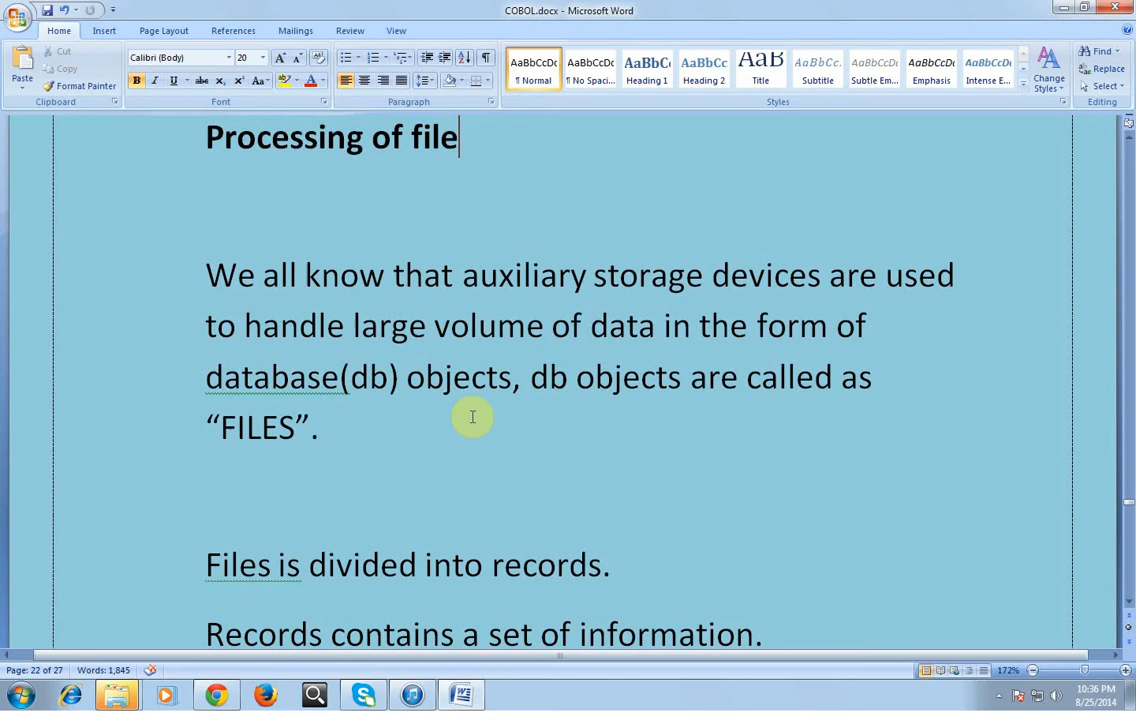 COBOL.docx - Microsoft Word
Home Insert Page Layout References Mailings Review View
Paste
Cut
Copy
Format Painter
Clipboard
Calibri (Body) 20
Font
Paragraph
AaBbCcDc AaBbCcDc AaBbC AaBbCc AaB AaBbCcL AaBbCcDc AaBbCcDc AaBbCcDc
¶ Normal ¶ No Spaci... Heading 1 Heading 2 Title Subtitle Subtle Em... Emphasis Intense E...
Styles
Change
Styles
Find
Replace
Select
Editing
Processing of file
We all know that auxiliary storage devices are used
to handle large volume of data in the form of
database(db) objects, db objects are called as
“FILES”.
Files is divided into records.
Records contains a set of information.
Page: 22 of 27 Words: 1,845 172%
10:36 PM
8/25/2014